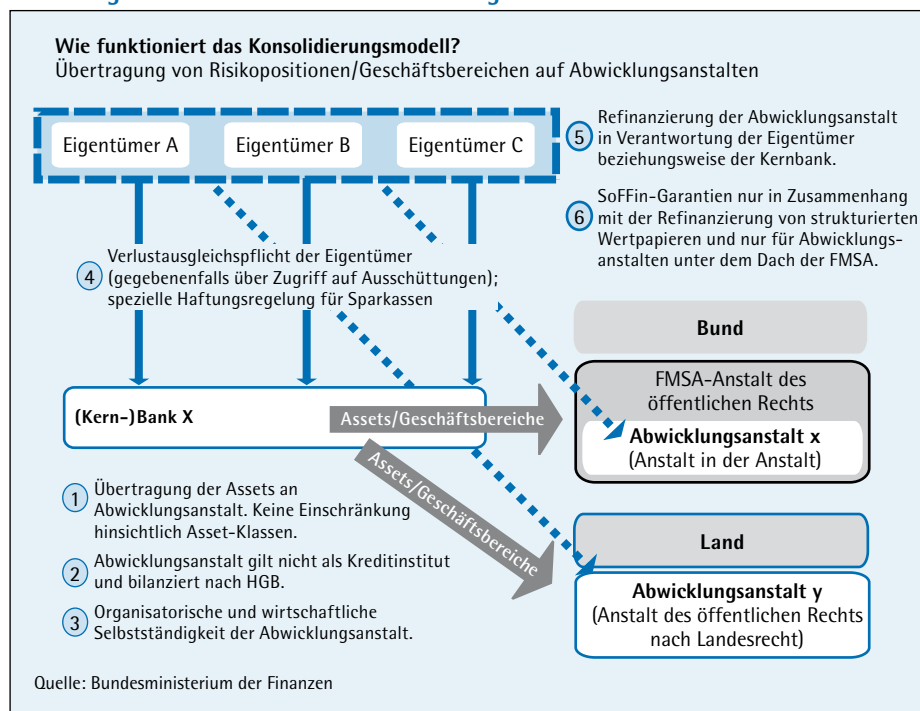 Wie funktioniert das Konsolidierungsmodell?
Übertragung von Risikopositionen/Geschäftsbereichen auf Abwicklungsanstalten
Eigentümer A
Eigentümer B
Eigentümer C
5 Refinanzierung der Abwicklungsanstalt
in Verantwortung der Eigentümer
beziehungsweise der Kernbank.
6 SoFFin-Garantien nur in Zusammenhang
mit der Refinanzierung von strukturierten
Wertpapieren und nur für Abwicklungs-
anstalten unter dem Dach der FMSA.
4 Verlustausgleichspflicht der Eigentümer
(gegebenenfalls über Zugriff auf Ausschüttungen);
spezielle Haftungsregelung für Sparkassen
Bund
FMSA-Anstalt des
öffentlichen Rechts
Abwicklungsanstalt x
(Anstalt in der Anstalt)
(Kern-)Bank X
Assets/Geschäftsbereiche
Assets/Geschäftsbereiche
1 Übertragung der Assets an
Abwicklungsanstalt. Keine Einschränkung
hinsichtlich Asset-Klassen.
2 Abwicklungsanstalt gilt nicht als Kreditinstitut
und bilanziert nach HGB.
3 Organisatorische und wirtschaftliche
Selbstständigkeit der Abwicklungsanstalt.
Land
Abwicklungsanstalt y
(Anstalt des öffentlichen Rechts
nach Landesrecht)
Quelle: Bundesministerium der Finanzen